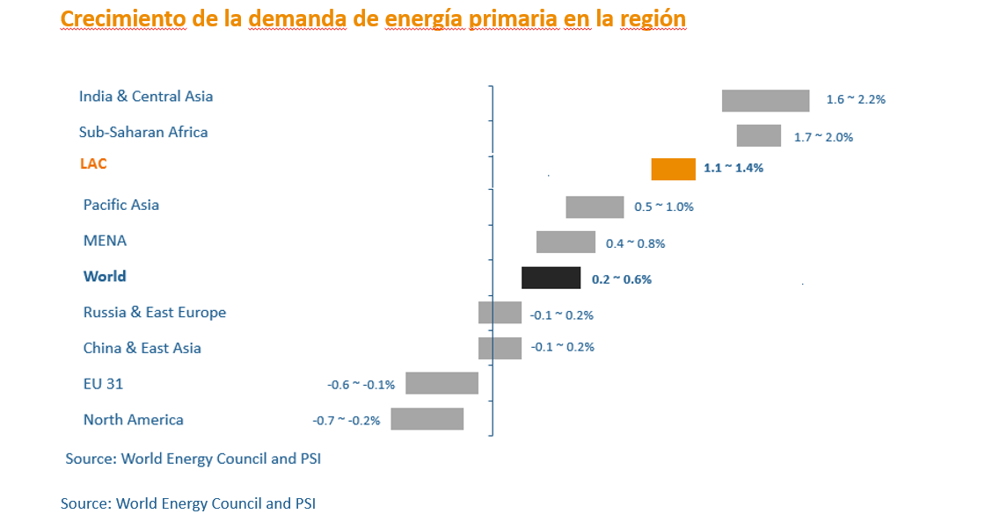 Crecimiento de la demanda de energía primaria en la región
India & Central Asia 1.6 ~ 2.2%
Sub-Saharan Africa 1.7 ~ 2.0%
LAC 1.1 ~ 1.4%
Pacific Asia 0.5 ~ 1.0%
MENA 0.4 ~ 0.8%
World 0.2 ~ 0.6%
Russia & East Europe -0.1 ~ 0.2%
China & East Asia -0.1 ~ 0.2%
EU 31 -0.6 ~ -0.1%
North America -0.7 ~ -0.2%
Source: World Energy Council and PSI
Source: World Energy Council and PSI